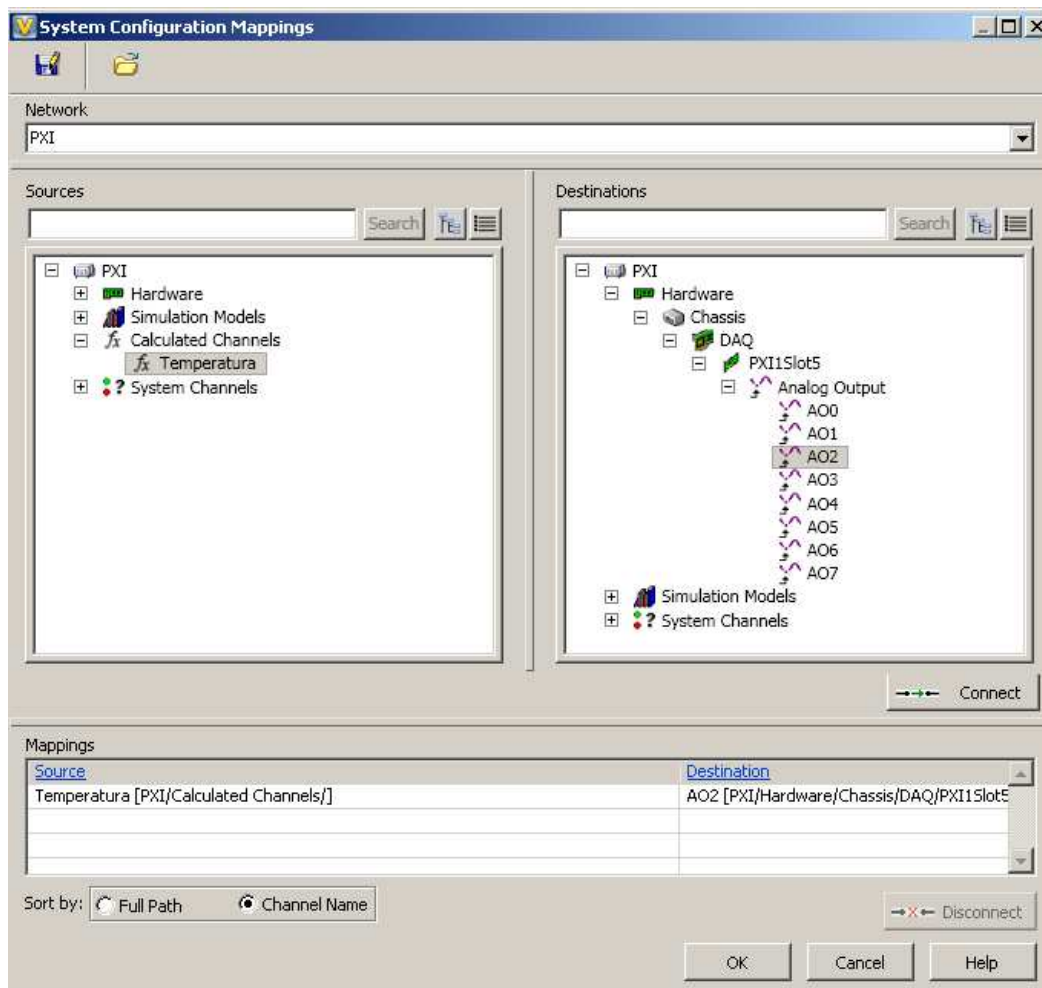 System Configuration Mappings
Network
PXI
Sources
Search
PXI
Hardware
Simulation Models
fx Calculated Channels
fx Temperatura
? System Channels
Destinations
Search
PXI
Hardware
Chassis
DAQ
PXI1Slot5
Analog Output
AO0
AO1
AO2
AO3
AO4
AO5
AO6
AO7
Simulation Models
? System Channels
Connect
Mappings
Source Destination
Temperatura [PXI/Calculated Channels/] AO2 [PXI/Hardware/Chassis/DAQ/PXI1Slot5
Sort by: Full Path Channel Name
Disconnect
OK Cancel Help